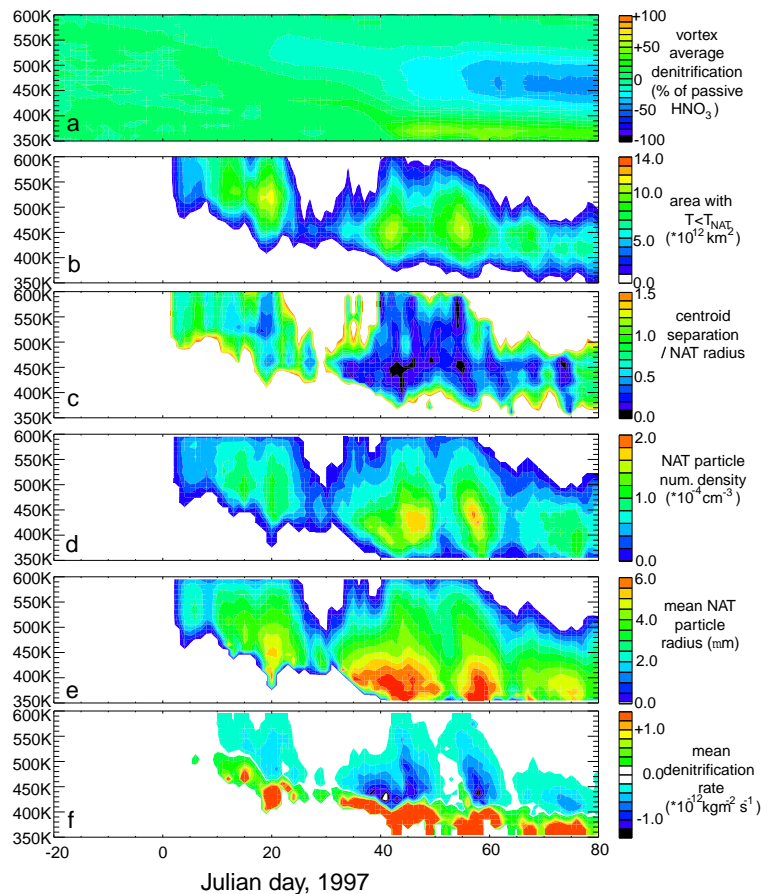 600K
550K
500K
450K
400K
350K
a
+100
+50
0
-50
-100
vortex
average
denitrification
(% of passive
HNO3)
600K
550K
500K
450K
400K
350K
b
14.0
10.0
5.0
0.0
area with
T<TNAT
(*10^12 km^2)
600K
550K
500K
450K
400K
350K
c
1.5
1.0
0.5
0.0
centroid
separation
/ NAT radius
600K
550K
500K
450K
400K
350K
d
2.0
1.0
0.0
NAT particle
num. density
(*10^-4 cm^-3)
600K
550K
500K
450K
400K
350K
e
6.0
4.0
2.0
0.0
mean NAT
particle
radius (mm)
600K
550K
500K
450K
400K
350K
f
+1.0
0.0
-1.0
mean
denitrification
rate
(*10^12 kgm^-2 s^-1)
-20 0 20 40 60 80
Julian day, 1997